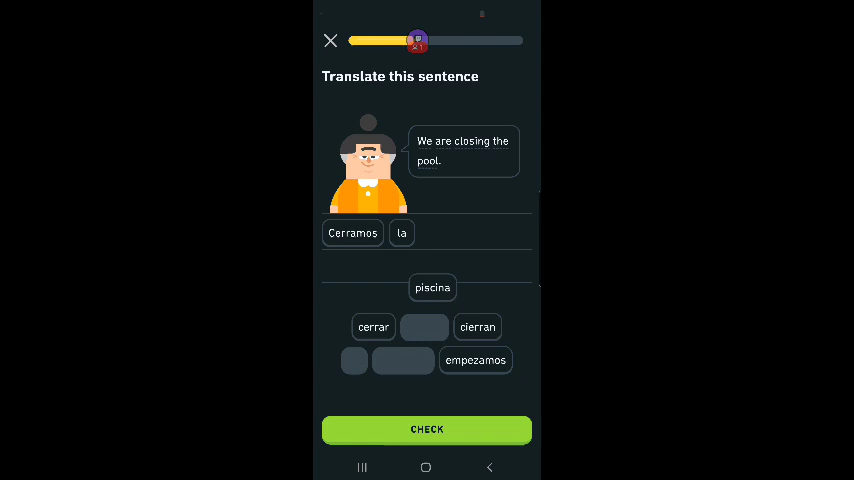 Translate this sentence
We are closing the
pool.
Cerramos la
piscina
cerrar cierran
empezamos
CHECK